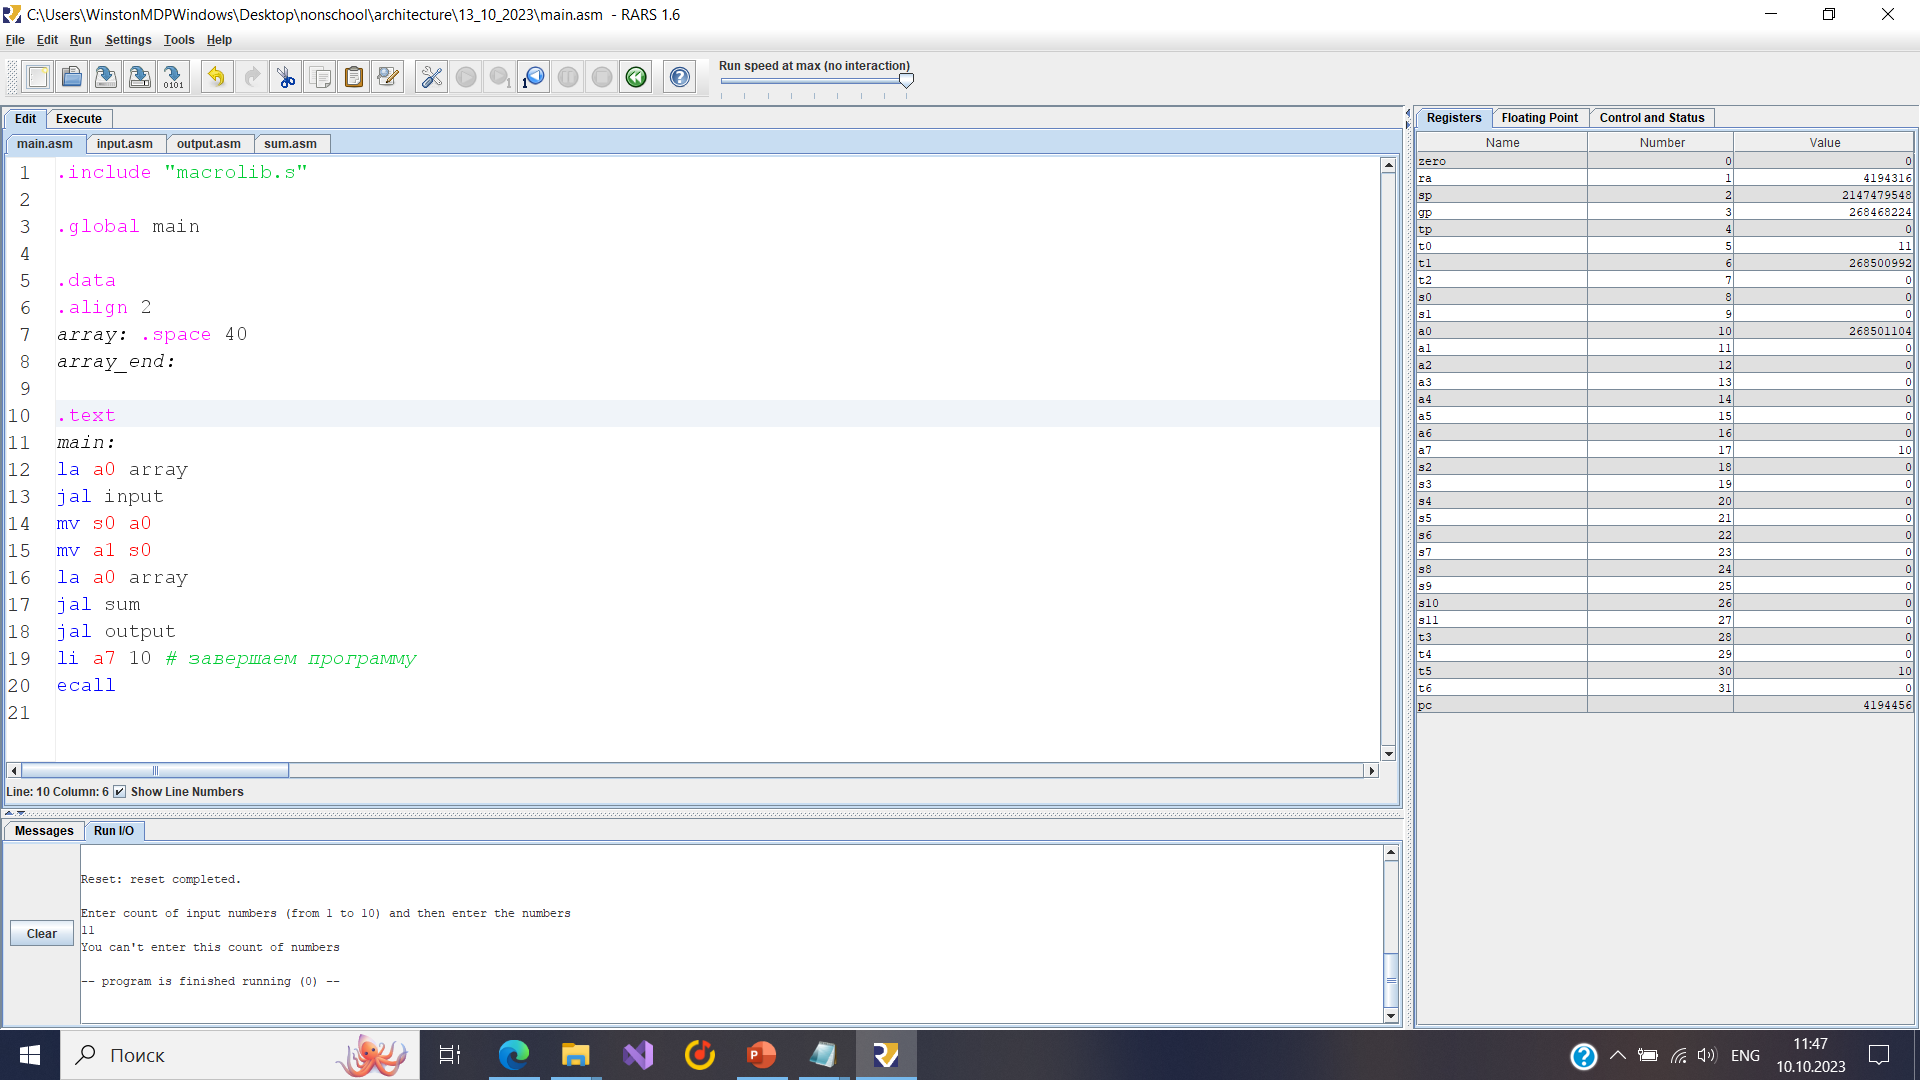 C:\Users\WinstonMDPWindows\Desktop\nonschool\architecture\13_10_2023\main.asm - RARS 1.6
File Edit Run Settings Tools Help
Run speed at max (no interaction)
Edit Execute
main.asm input.asm output.asm sum.asm
1 .include "macrolib.s"
2
3 .global main
4
5 .data
6 .align 2
7 array: .space 40
8 array_end:
9
10 .text
11 main:
12 la a0 array
13 jal input
14 mv s0 a0
15 mv a1 s0
16 la a0 array
17 jal sum
18 jal output
19 li a7 10 # завершаем программу
20 ecall
21
Line: 10 Column: 6 Show Line Numbers
Messages Run I/O
Clear
Reset: reset completed.
Enter count of input numbers (from 1 to 10) and then enter the numbers
11
You can't enter this count of numbers
-- program is finished running (0) --
Registers Floating Point Control and Status
Name Number Value
zero 0 0
ra 1 4194316
sp 2 2147479548
gp 3 268468224
tp 4 0
t0 5 11
t1 6 268500992
t2 7 0
s0 8 0
s1 9 0
a0 10 268501104
a1 11 0
a2 12 0
a3 13 0
a4 14 0
a5 15 0
a6 16 0
a7 17 10
s2 18 0
s3 19 0
s4 20 0
s5 21 0
s6 22 0
s7 23 0
s8 24 0
s9 25 0
s10 26 0
s11 27 0
t3 28 0
t4 29 0
t5 30 10
t6 31 0
pc 4194456
Поиск
ENG
11:47
10.10.2023